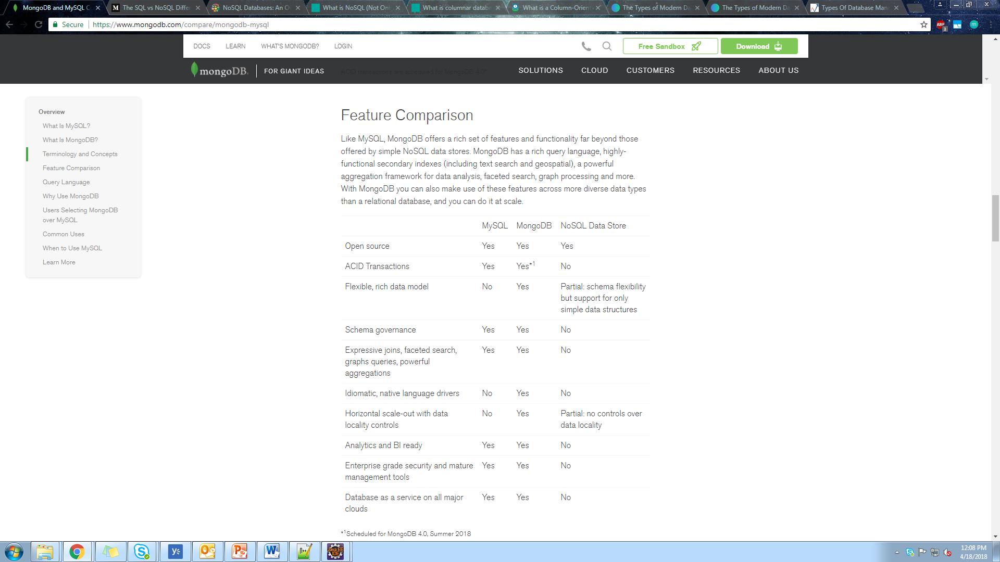 MongoDB and MySQL C
The SQL vs NoSQL Differ
NoSQL Databases: An O
What is NoSQL (Not On
What is columnar databa
What is a Column-Orient
The Types of Modern Da
The Types of Modern Da
Types Of Database Man
Secure
https://www.mongodb.com/compare/mongodb-mysql
ABP
3
m
DOCS LEARN WHAT'S MONGODB? LOGIN
Free Sandbox
Download
mongoDB.
FOR GIANT IDEAS
ACID transactions are scheduled for MongoDB 4.0*
SOLUTIONS CLOUD CUSTOMERS RESOURCES ABOUT US
Overview
What Is MySQL?
What Is MongoDB?
Terminology and Concepts
Feature Comparison
Query Language
Why Use MongoDB
Users Selecting MongoDB
over MySQL
Common Uses
When to Use MySQL
Learn More
Feature Comparison
Like MySQL, MongoDB offers a rich set of features and functionality far beyond those
offered by simple NoSQL data stores. MongoDB has a rich query language, highly-
functional secondary indexes (including text search and geospatial), a powerful
aggregation framework for data analysis, faceted search, graph processing and more.
With MongoDB you can also make use of these features across more diverse data types
than a relational database, and you can do it at scale.
MySQL MongoDB NoSQL Data Store
Open source Yes Yes Yes
ACID Transactions Yes Yes*1 No
Flexible, rich data model No Yes Partial: schema flexibility
but support for only
simple data structures
Schema governance Yes Yes No
Expressive joins, faceted search, Yes Yes No
graphs queries, powerful
aggregations
Idiomatic, native language drivers No Yes No
Horizontal scale-out with data No Yes Partial: no controls over
locality controls data locality
Analytics and BI ready Yes Yes No
Enterprise grade security and mature Yes Yes No
management tools
Database as a service on all major Yes Yes No
clouds
*1Scheduled for MongoDB 4.0, Summer 2018
Java EE
IDE
12:08 PM
4/18/2018